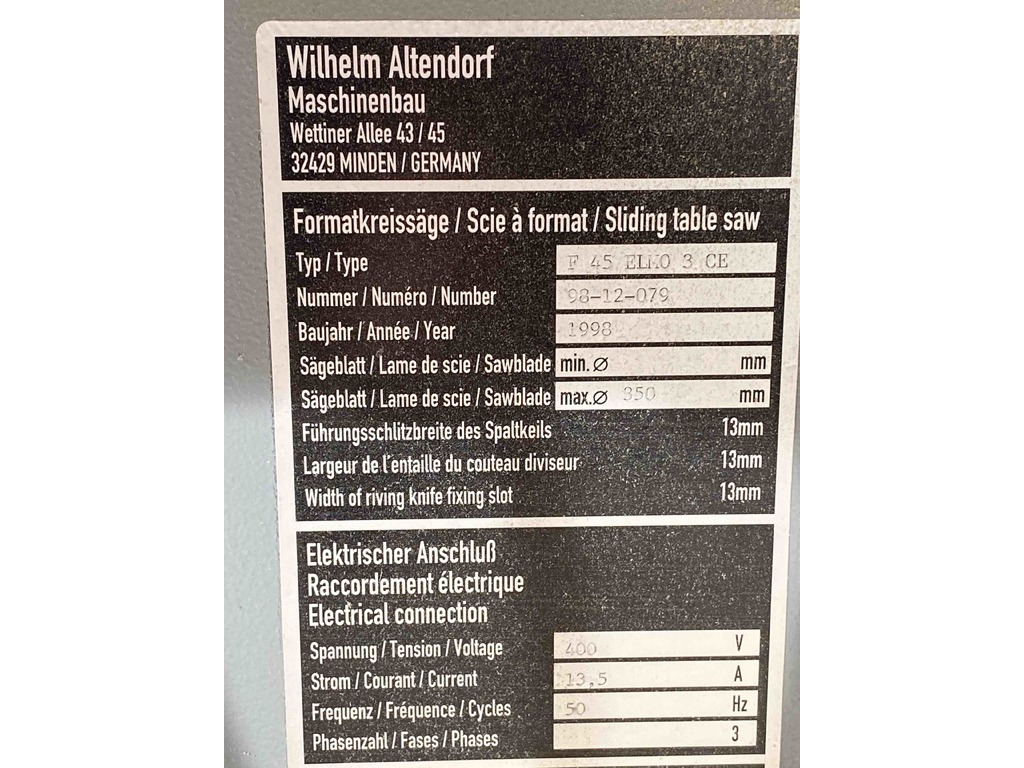 Wilhelm Altendorf
Maschinenbau
Wettiner Allee 43 / 45
32429 MINDEN / GERMANY
Formatkreissäge / Scie à format / Sliding table saw
Typ / Type F 45 ELMO 3 CE
Nummer / Numéro / Number 98-12-079
Baujahr / Année / Year 1998
Sägeblatt / Lame de scie / Sawblade min. Ø mm
Sägeblatt / Lame de scie / Sawblade max. Ø 350 mm
Führungsschlitzbreite des Spaltkeils 13mm
Largeur de l'entaille du couteau diviseur 13mm
Width of riving knife fixing slot 13mm
Elektrischer Anschluß
Raccordement électrique
Electrical connection
Spannung / Tension / Voltage 400 V
Strom / Courant / Current 13,5 A
Frequenz / Fréquence / Cycles 50 Hz
Phasenzahl / Fases / Phases 3